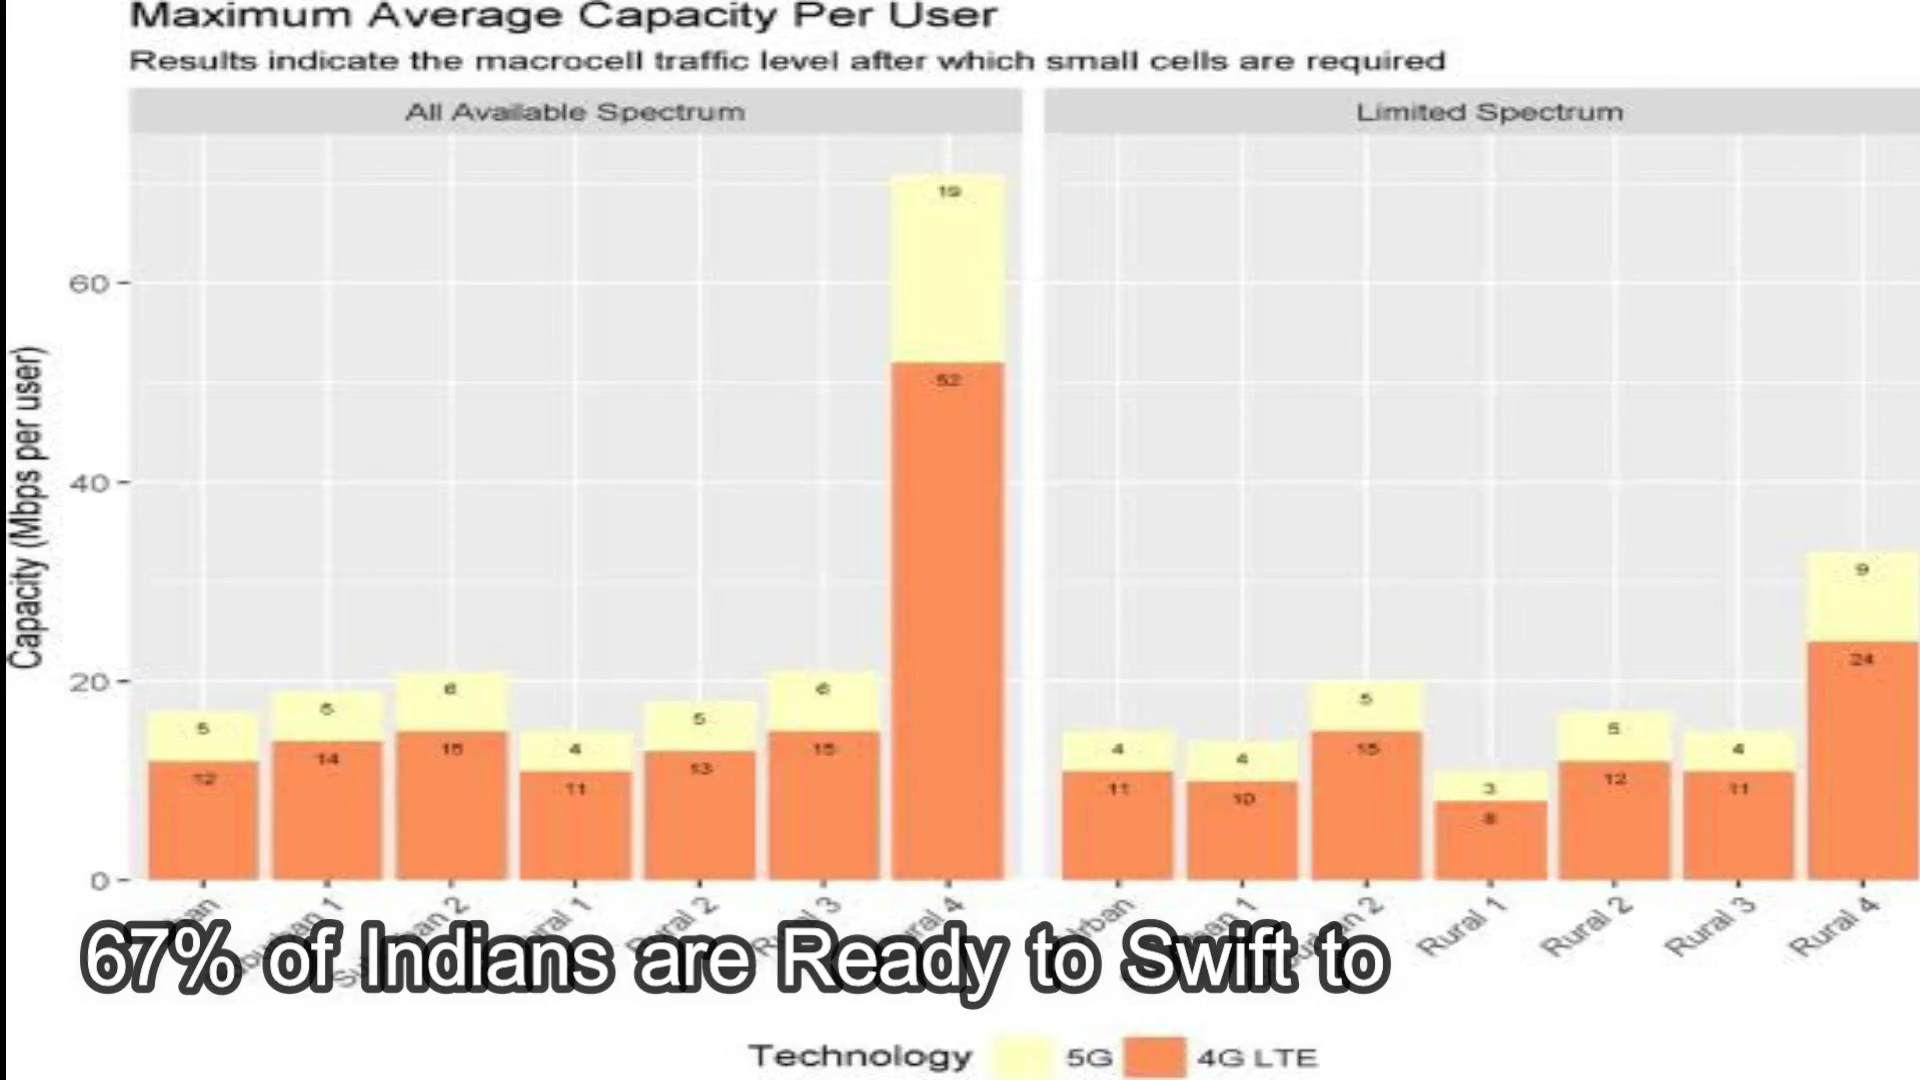 Maximum Average Capacity Per User
Results indicate the macrocell traffic level after which small cells are required
All Available Spectrum
Limited Spectrum
Capacity (Mbps per user)
60
40
20
0
5 5 6 4 5 6 19
12 14 15 11 13 15 52
4 4 5 3 5 4 9
11 10 15 8 12 11 24
Rural 2
Urban
Rural 1
Rural 2
Rural 3
Rural 4
67% of Indians are Ready to Swift to
Technology 5G 4G LTE